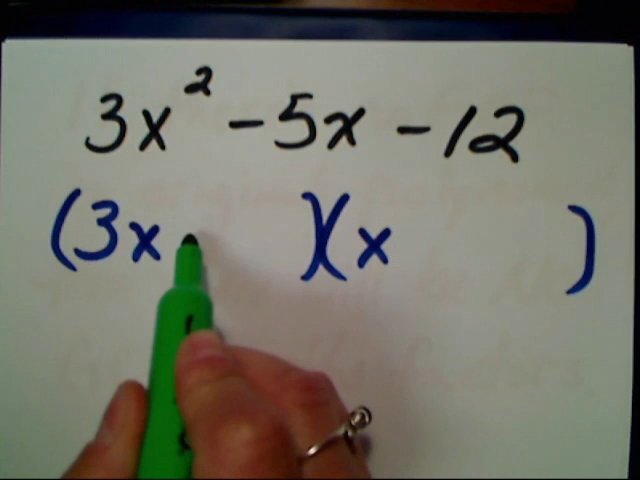 3x² - 5x - 12
(3x )(x )